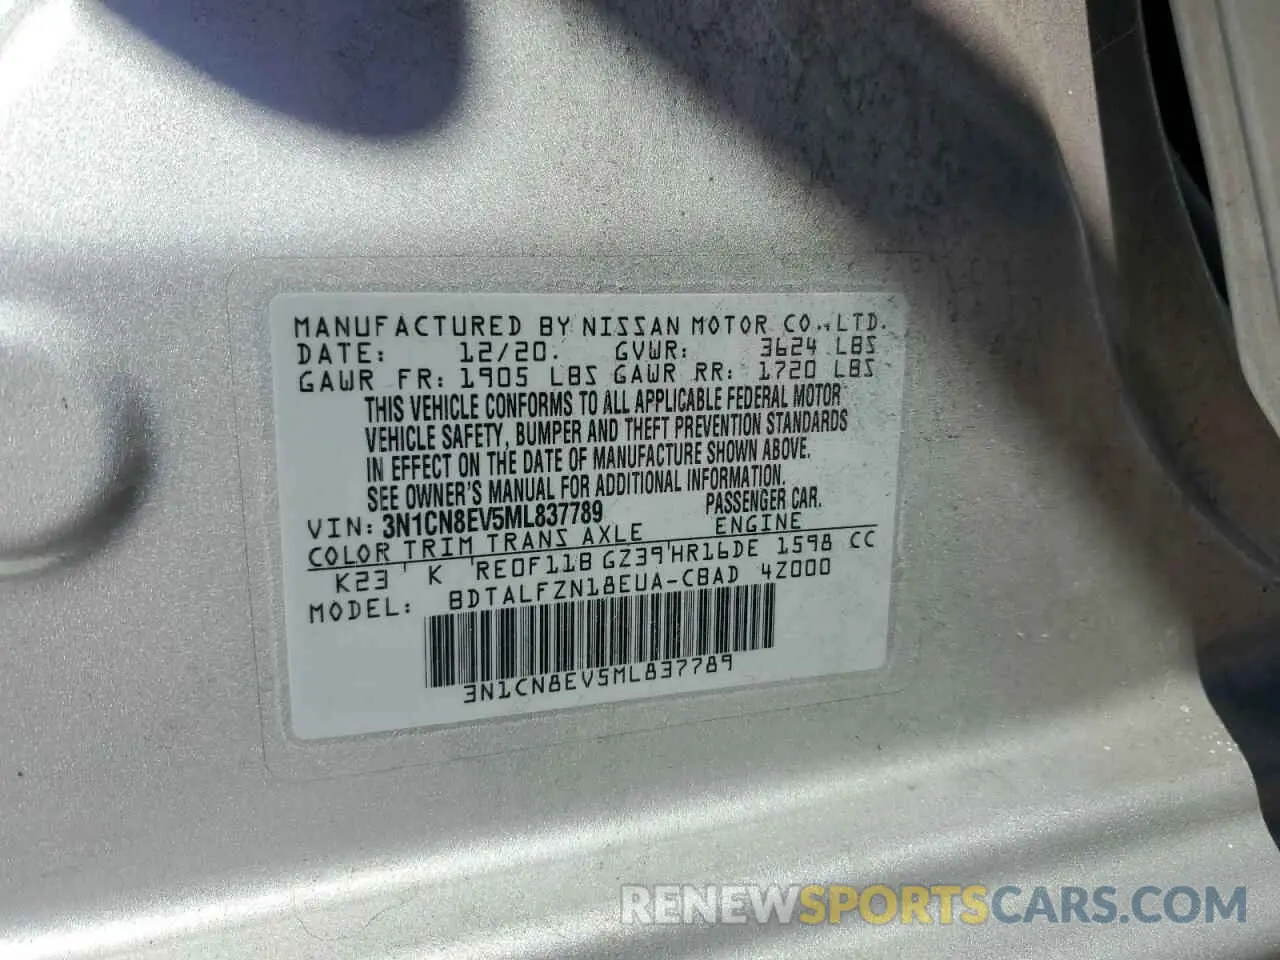 MANUFACTURED BY NISSAN MOTOR CO.,LTD.
DATE: 12/20. GVWR: 3624 LBS
GAWR FR: 1905 LBS GAWR RR: 1720 LBS
THIS VEHICLE CONFORMS TO ALL APPLICABLE FEDERAL MOTOR
VEHICLE SAFETY, BUMPER AND THEFT PREVENTION STANDARDS
IN EFFECT ON THE DATE OF MANUFACTURE SHOWN ABOVE.
SEE OWNER'S MANUAL FOR ADDITIONAL INFORMATION.
VIN: 3N1CN8EV5ML837789 PASSENGER CAR.
COLOR TRIM TRANS AXLE ENGINE
K23 K RE0F11B GZ39 HR16DE 1598 CC
MODEL: BDTALFZN18EUA-CBAD 4Z000
3N1CN8EV5ML837789
RENEWSPORTSCARS.COM